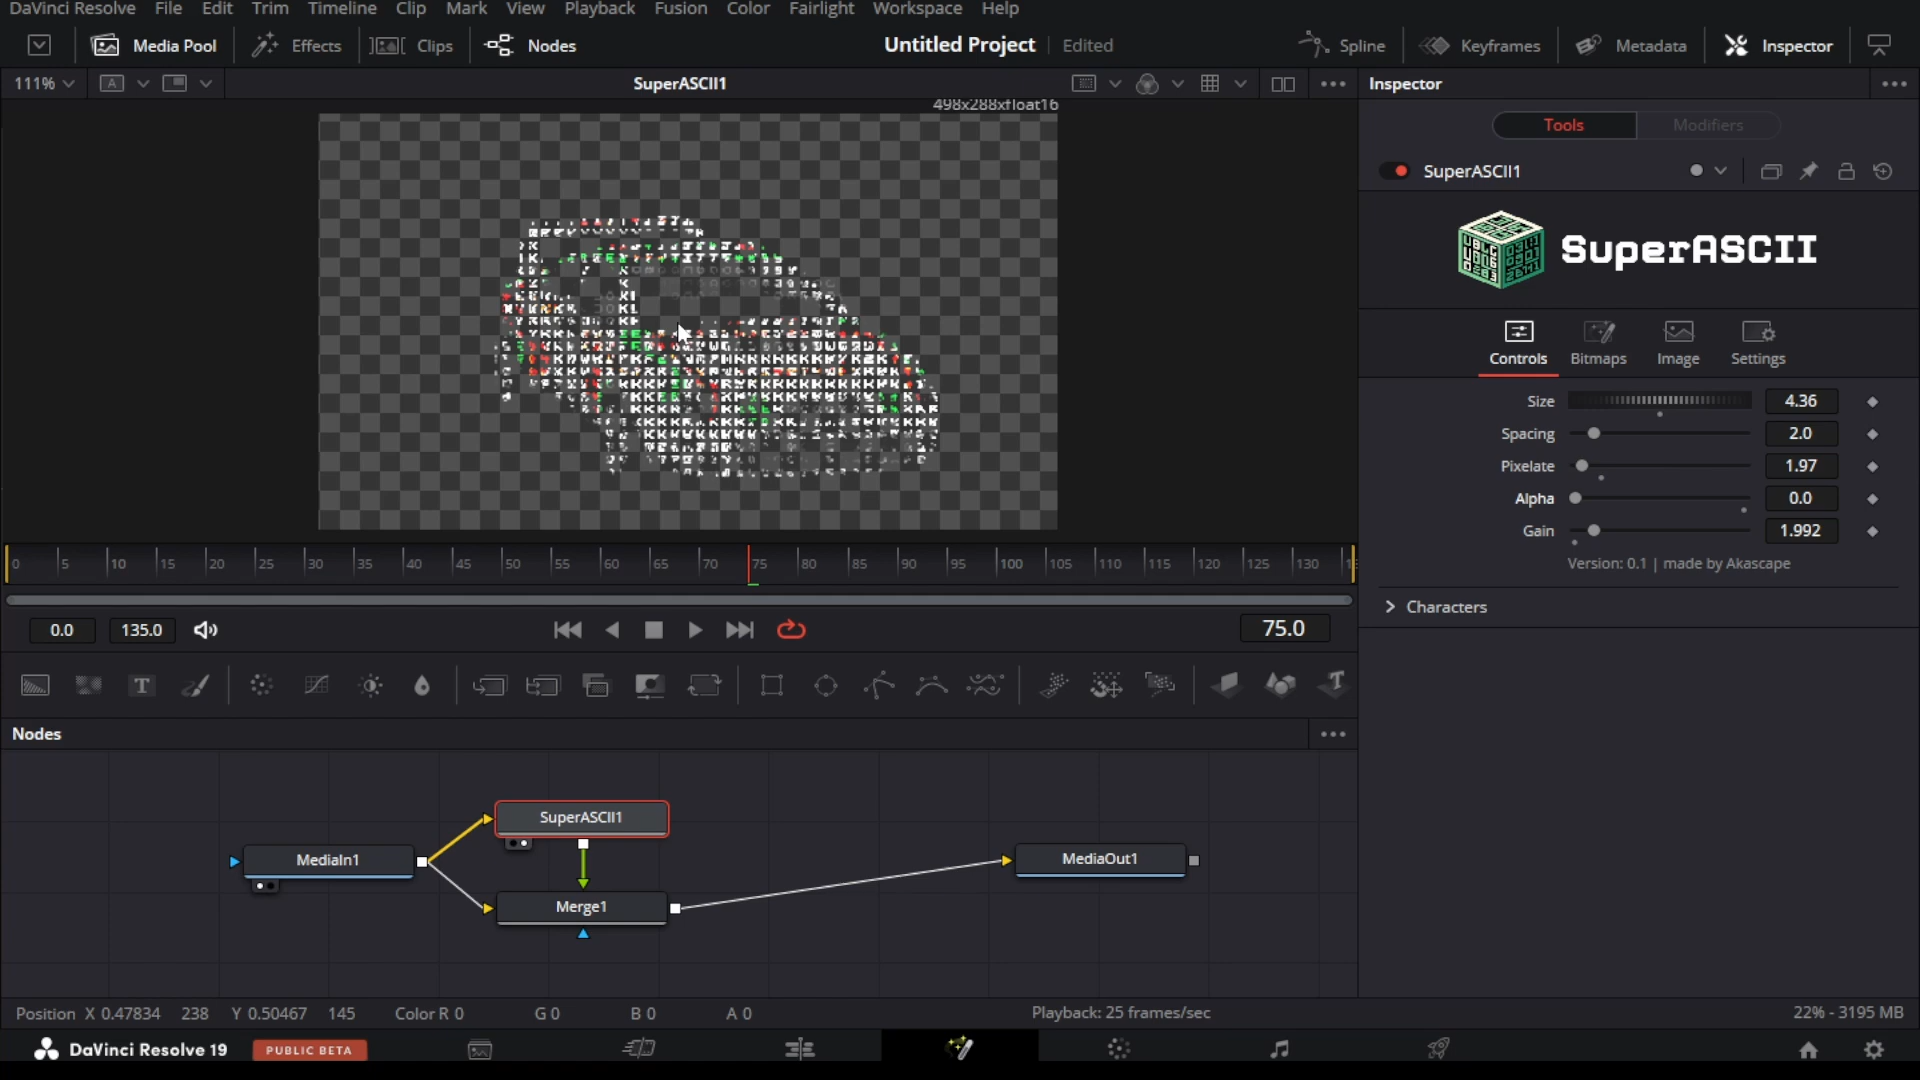 DaVinci Resolve File Edit Trim Timeline Clip Mark View Playback Fusion Color Fairlight Workspace Help
Media Pool Effects Clips Nodes Untitled Project Edited Spline Keyframes Metadata Inspector
111% A SuperASCII1 Inspector
498x288xfloat16
Tools Modifiers
SuperASCII1
SuperASCII
Controls Bitmaps Image Settings
Size 4.36
Spacing 2.0
Pixelate 1.97
Alpha 0.0
Gain 1.992
Version: 0.1 | made by Akascape
Characters
0 5 10 15 20 25 30 35 40 45 50 55 60 65 70 75 80 85 90 95 100 105 110 115 120 125 130
0.0 135.0 75.0
T T
Nodes
SuperASCII1
MediaIn1 MediaOut1
Merge1
Position X 0.47834 238 Y 0.50467 145 Color R 0 G 0 B 0 A 0 Playback: 25 frames/sec 22% - 3195 MB
DaVinci Resolve 19 PUBLIC BETA